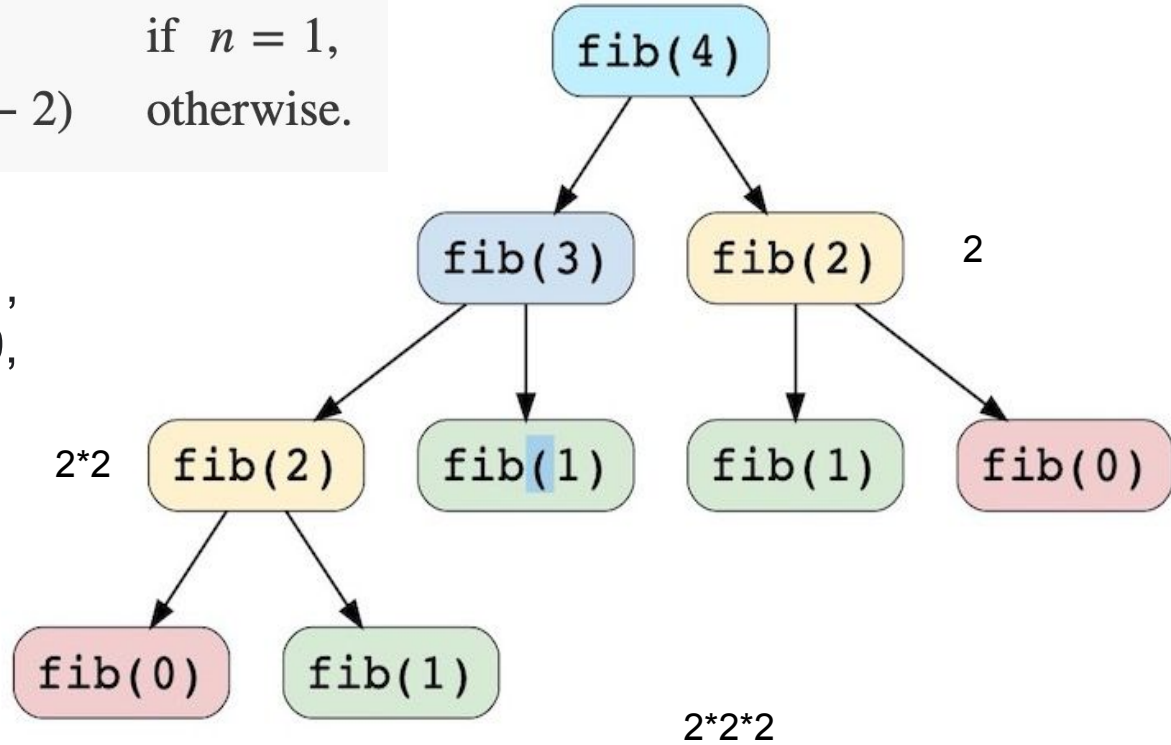 if n = 1,
– 2) otherwise.
fib(4)
fib(3)
fib(2)
2
,
),
2*2
fib(2)
fib(1)
fib(1)
fib(0)
fib(0)
fib(1)
2*2*2